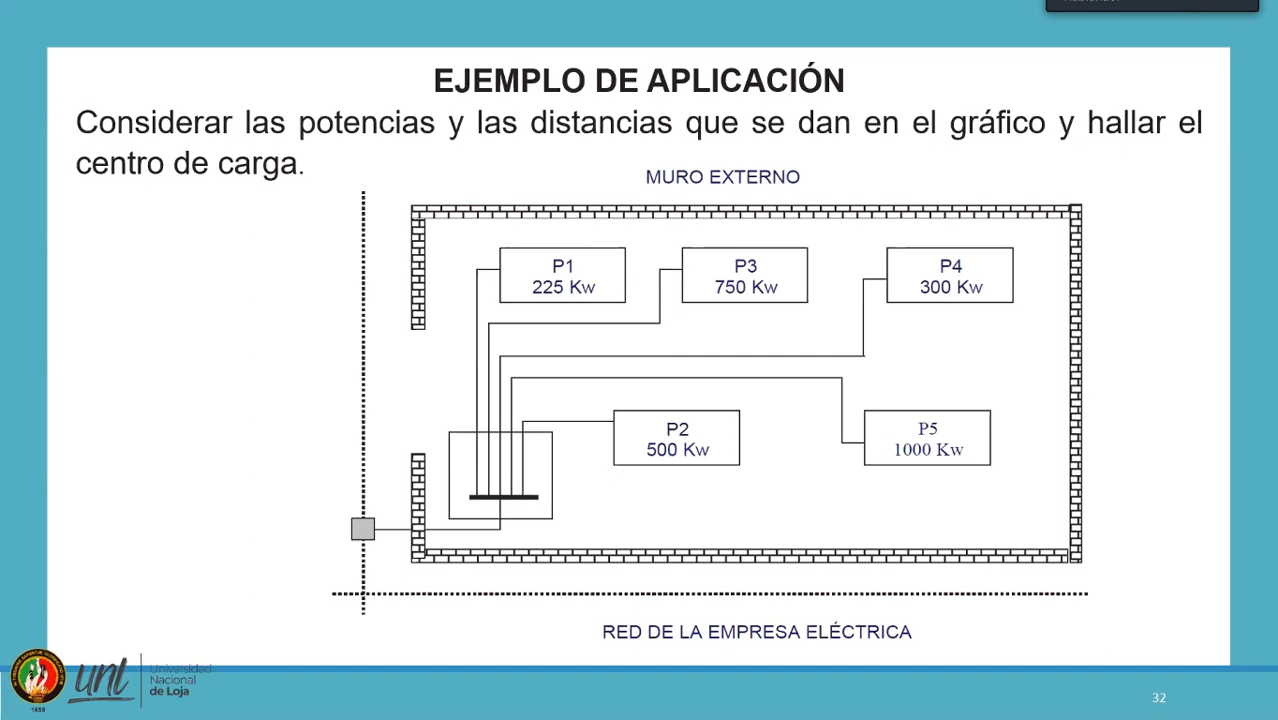 EJEMPLO DE APLICACIÓN
Considerar las potencias y las distancias que se dan en el gráfico y hallar el
centro de carga.
MURO EXTERNO
P1
225 Kw
P3
750 Kw
P4
300 Kw
P2
500 Kw
P5
1000 Kw
RED DE LA EMPRESA ELÉCTRICA
unl
Universidad
Nacional
de Loja
1859
32